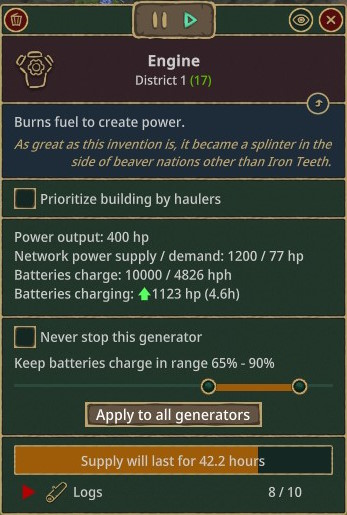 Engine
District 1 (17)
Burns fuel to create power.
As great as this invention is, it became a splinter in the
side of beaver nations other than Iron Teeth.
Prioritize building by haulers
Power output: 400 hp
Network power supply / demand: 1200 / 77 hp
Batteries charge: 10000 / 4826 hph
Batteries charging: 1123 hp (4.6h)
Never stop this generator
Keep batteries charge in range 65% - 90%
Apply to all generators
Supply will last for 42.2 hours
Logs 8 / 10